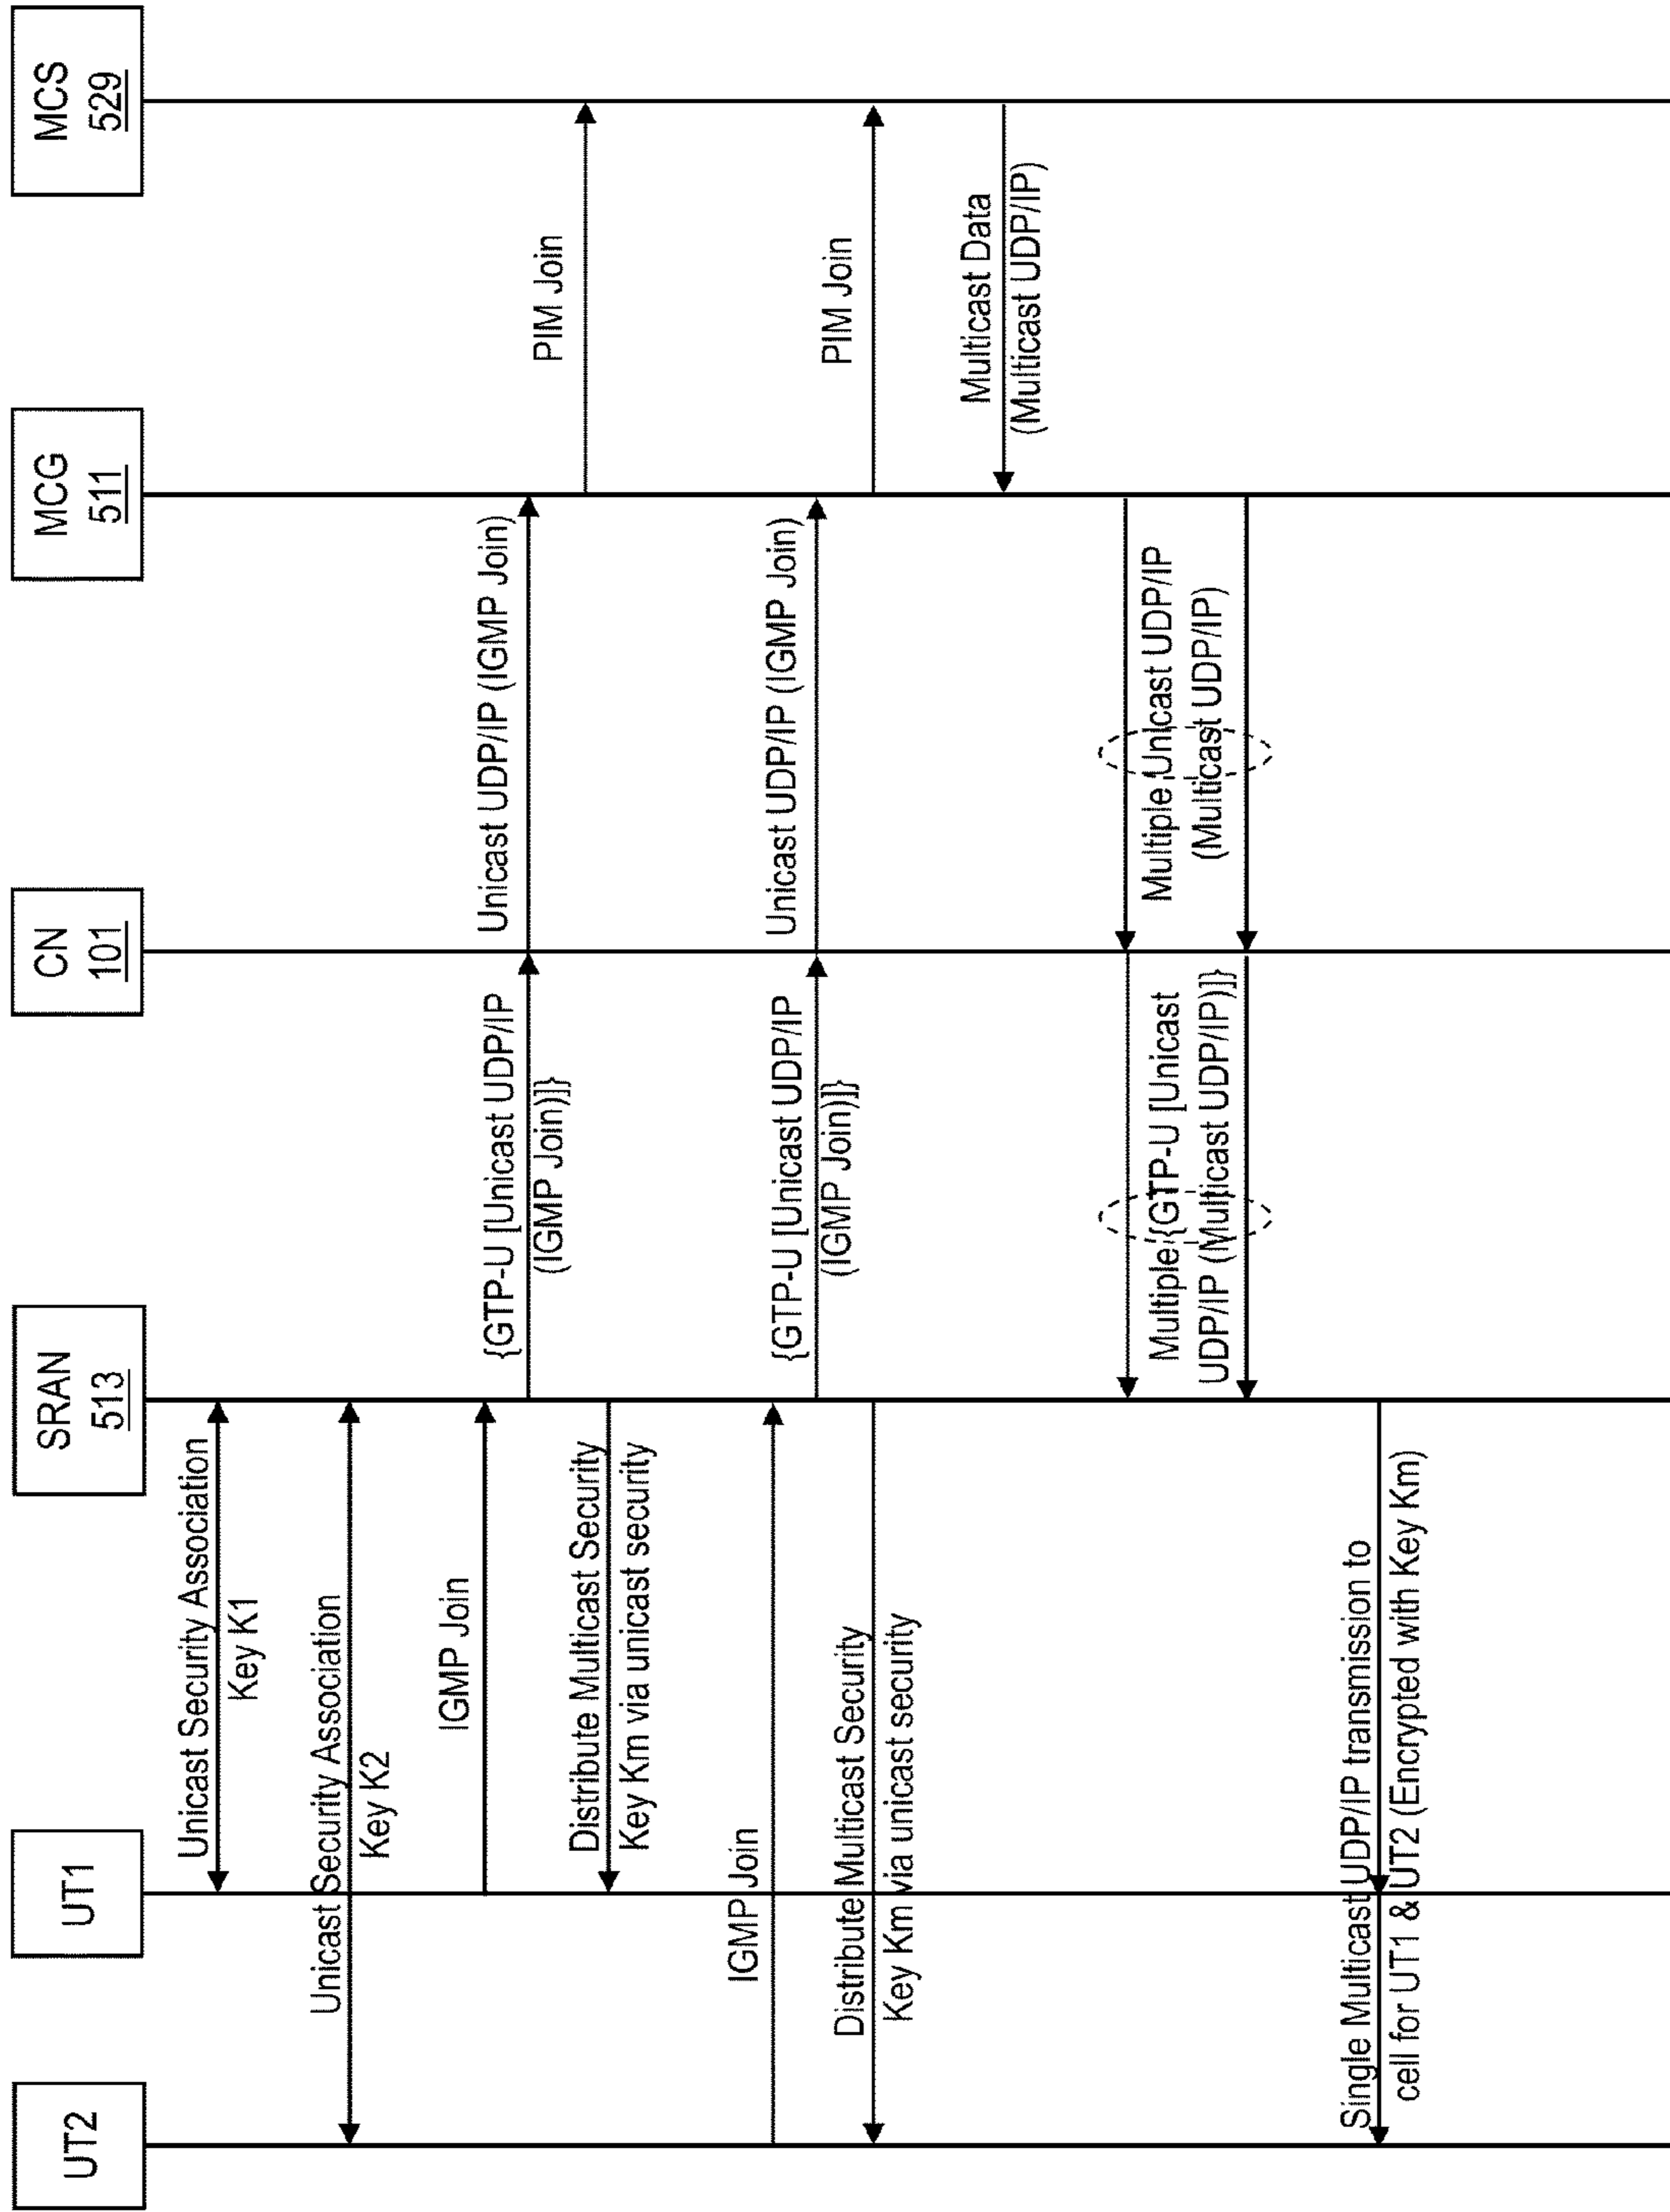 UT2
UT1
SRAN
513
CN
101
MCG
511
MCS
529
Unicast Security Association
Key K1
Unicast Security Association
Key K2
IGMP Join
{GTP-U [Unicast UDP/IP
(IGMP Join)]}
Unicast UDP/IP (IGMP Join)
PIM Join
Distribute Multicast Security
Key Km via unicast security
IGMP Join
{GTP-U [Unicast UDP/IP
(IGMP Join)]}
Unicast UDP/IP (IGMP Join)
PIM Join
Distribute Multicast Security
Key Km via unicast security
Multicast Data
(Multicast UDP/IP)
Multiple Unicast UDP/IP
(Multicast UDP/IP)
Multiple {GTP-U [Unicast
UDP/IP (Multicast UDP/IP)]}
Single Multicast UDP/IP transmission to
cell for UT1 & UT2 (Encrypted with Key Km)